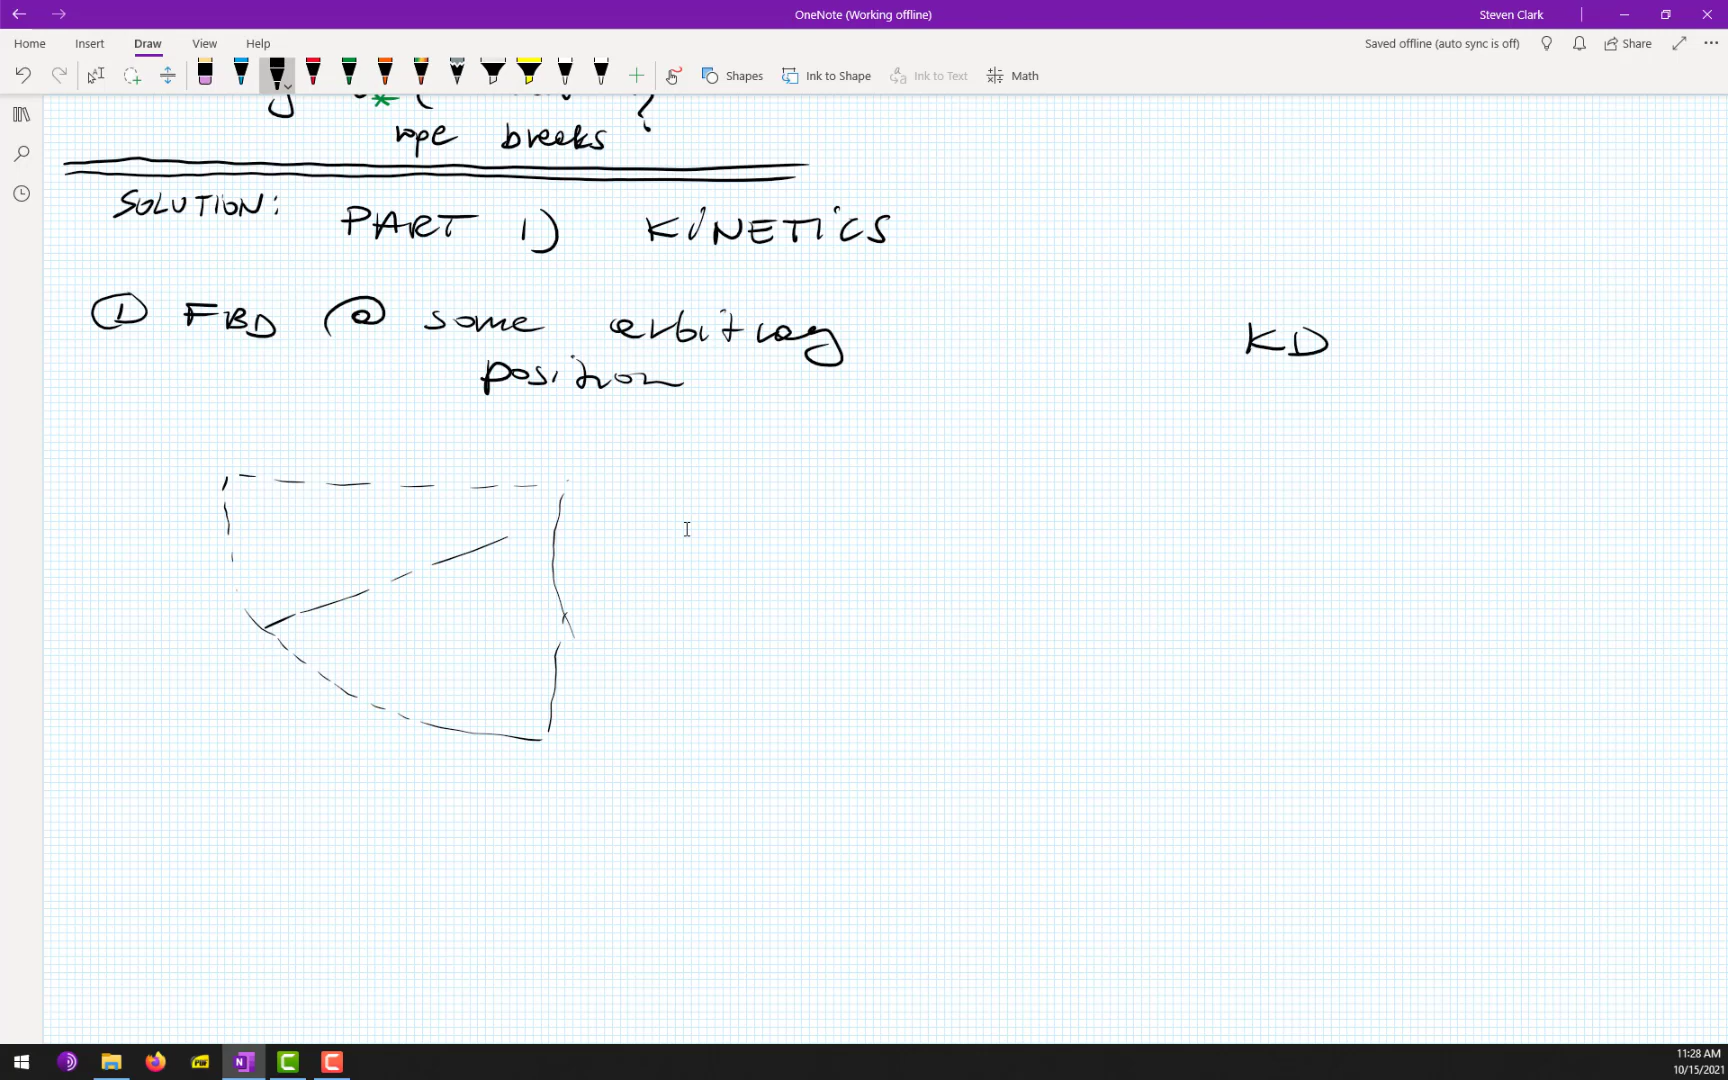 OneNote (Working offline)
Steven Clark
Home Insert Draw View Help
Saved offline (auto sync is off)
Share
Shapes
Ink to Shape
Ink to Text
Math
rope breaks ?
SOLUTION: PART 1) KINETICS
① FBD @ some arbitray
position
KD
11:28 AM
10/15/2021